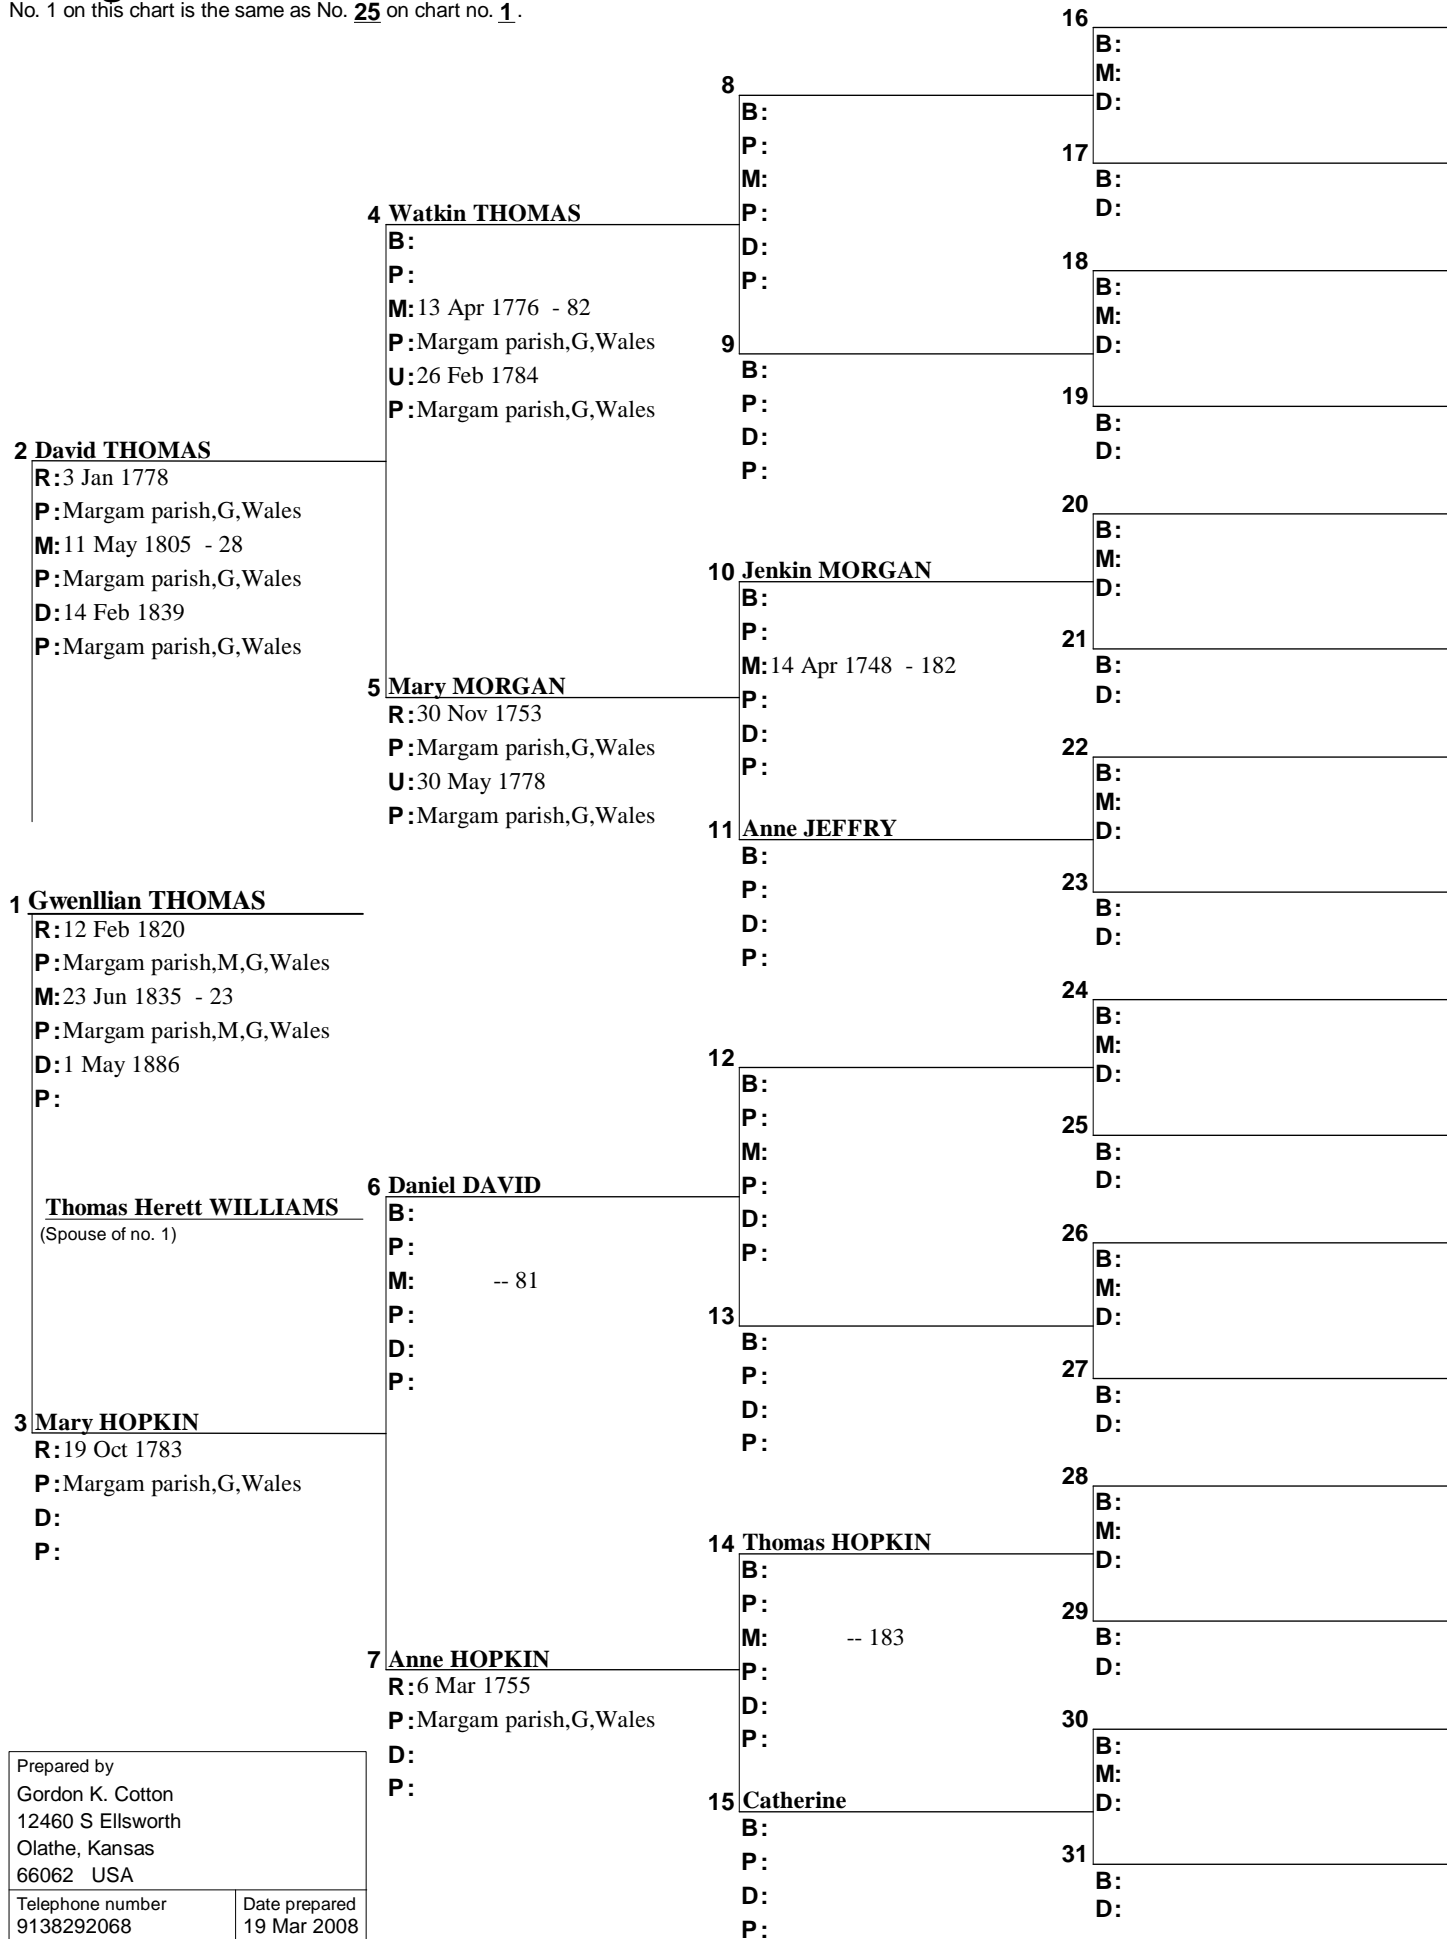 No. 1 on this chart is the same as No. 25 on chart no. 1 .
16
B:
M:
D:
17
B:
D:
8
B:
P:
M:
P:
D:
P:
4 Watkin THOMAS
B:
P:
M: 13 Apr 1776 - 82
P: Margam parish,G,Wales
U: 26 Feb 1784
P: Margam parish,G,Wales
18
B:
M:
D:
9
B:
P:
D:
P:
19
B:
D:
2 David THOMAS
R: 3 Jan 1778
P: Margam parish,G,Wales
M: 11 May 1805 - 28
P: Margam parish,G,Wales
D: 14 Feb 1839
P: Margam parish,G,Wales
20
B:
M:
D:
10 Jenkin MORGAN
B:
P:
M: 14 Apr 1748 - 182
P:
D:
P:
21
B:
D:
5 Mary MORGAN
R: 30 Nov 1753
P: Margam parish,G,Wales
U: 30 May 1778
P: Margam parish,G,Wales
22
B:
M:
D:
11 Anne JEFFRY
B:
P:
D:
P:
23
B:
D:
1 Gwenllian THOMAS
R: 12 Feb 1820
P: Margam parish,M,G,Wales
M: 23 Jun 1835 - 23
P: Margam parish,M,G,Wales
D: 1 May 1886
P:
Thomas Herett WILLIAMS
(Spouse of no. 1)
24
B:
M:
D:
12
B:
P:
M:
P:
D:
P:
25
B:
D:
6 Daniel DAVID
B:
P:
M: -- 81
P:
D:
P:
26
B:
M:
D:
13
B:
P:
D:
P:
27
B:
D:
3 Mary HOPKIN
R: 19 Oct 1783
P: Margam parish,G,Wales
D:
P:
28
B:
M:
D:
14 Thomas HOPKIN
B:
P:
M: -- 183
P:
D:
P:
29
B:
D:
7 Anne HOPKIN
R: 6 Mar 1755
P: Margam parish,G,Wales
D:
P:
30
B:
M:
D:
15 Catherine
B:
P:
D:
P:
31
B:
D:
Prepared by
Gordon K. Cotton
12460 S Ellsworth
Olathe, Kansas
66062 USA
Telephone number
9138292068
Date prepared
19 Mar 2008